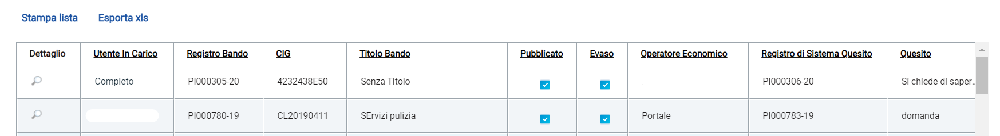 Stampa lista Esporta xls
Dettaglio Utente In Carico Registro Bando CIG Titolo Bando Pubblicato Evaso Operatore Economico Registro di Sistema Quesito Quesito
Completo PI000305-20 4232438E50 Senza Titolo PI000306-20 Si chiede di saper..
PI000780-19 CL20190411 SErvizi pulizia Portale PI000783-19 domanda